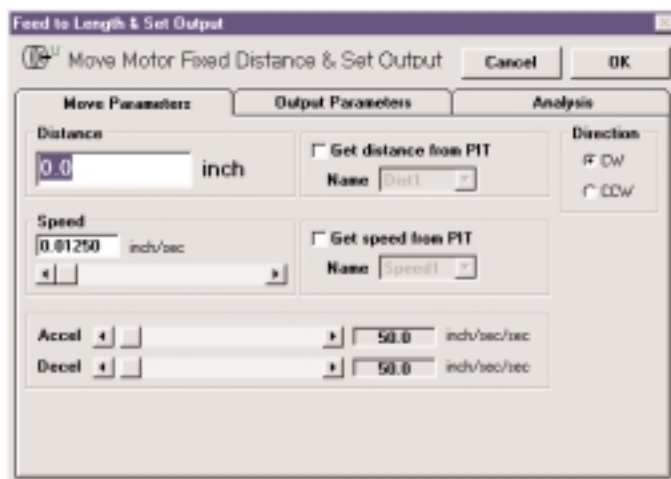 Feed to Length & Set Output
Move Motor Fixed Distance & Set Output
Cancel
OK
Move Parameters
Output Parameters
Analysis
Distance
0.0
inch
Get distance from PIT
Name
Dist1
Direction
CW
CCW
Speed
0.01250
inch/sec
Get speed from PIT
Name
Speed1
Accel
50.0
inch/sec/sec
Decel
50.0
inch/sec/sec